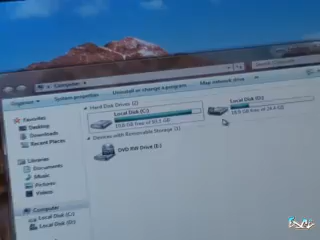 Computer
Organize
System properties
Uninstall or change a program
Map network drive
Favorites
Desktop
Downloads
Recent Places
Libraries
Documents
Music
Pictures
Videos
Computer
Local Disk (C:)
Local Disk (D:)
Hard Disk Drives (2)
Local Disk (C:)
Local Disk (D:)
Devices with Removable Storage (1)
DVD RW Drive (E:)